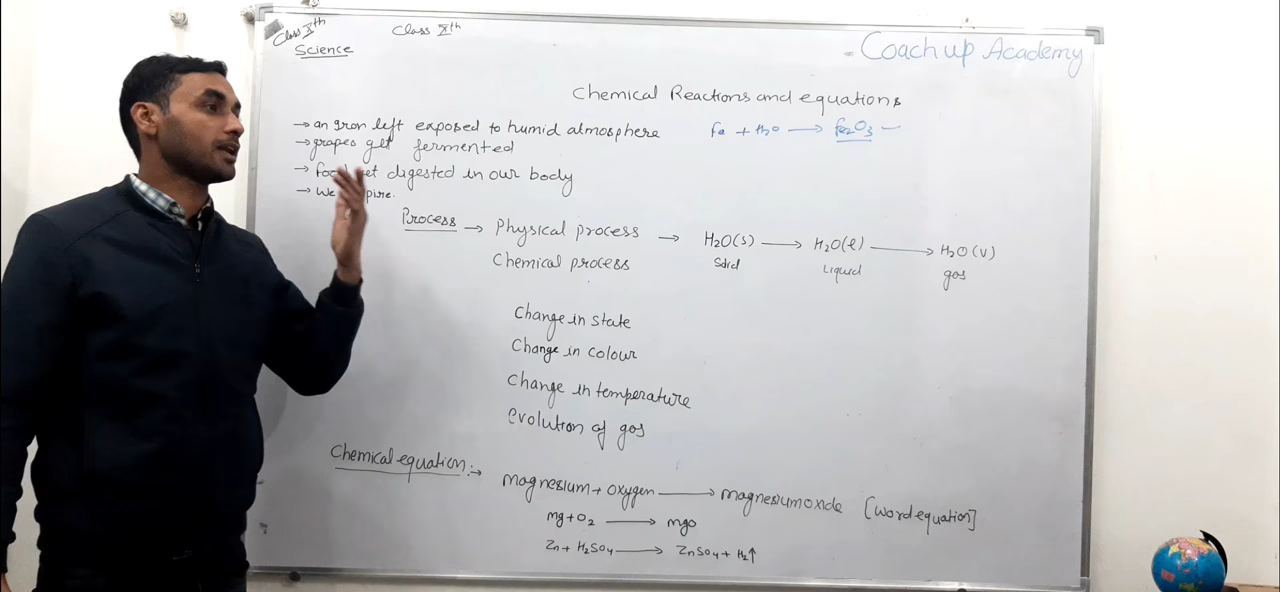 Class Xth
Class Xth
Science
Coachup Academy
Chemical Reactions and equations
→ an iron left exposed to humid atmosphere
Fe + H2O → Fe2O3
→ grapes get fermented
→ food get digested in our body
→ We pire.
Process → Physical process → H2O(s) → H2O(l) → H2O(v)
Solid Liquid gas
Chemical process
Change in state
Change in colour
Change in temperature
evolution of gas
Chemical equation:→
magnesium + oxygen → magnesium oxide [word equation]
mg + O2 → mgo
Zn + H2SO4 → ZnSO4 + H2↑